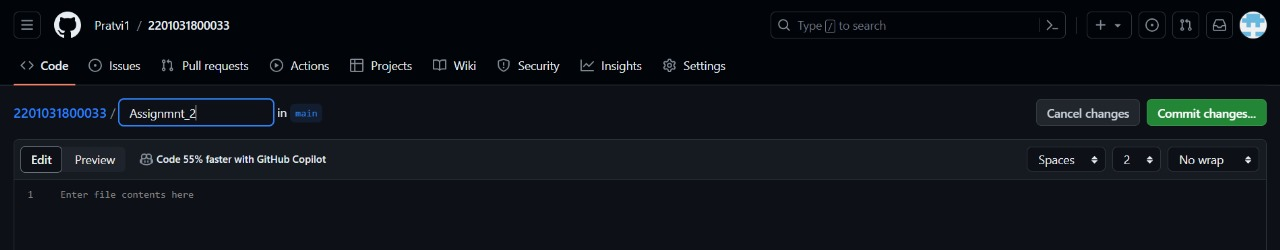 Pratvi1 / 2201031800033 Type / to search
Code Issues Pull requests Actions Projects Wiki Security Insights Settings
2201031800033 / Assignmnt_2 in main Cancel changes Commit changes...
Edit Preview Code 55% faster with GitHub Copilot Spaces 2 No wrap
1 Enter file contents here